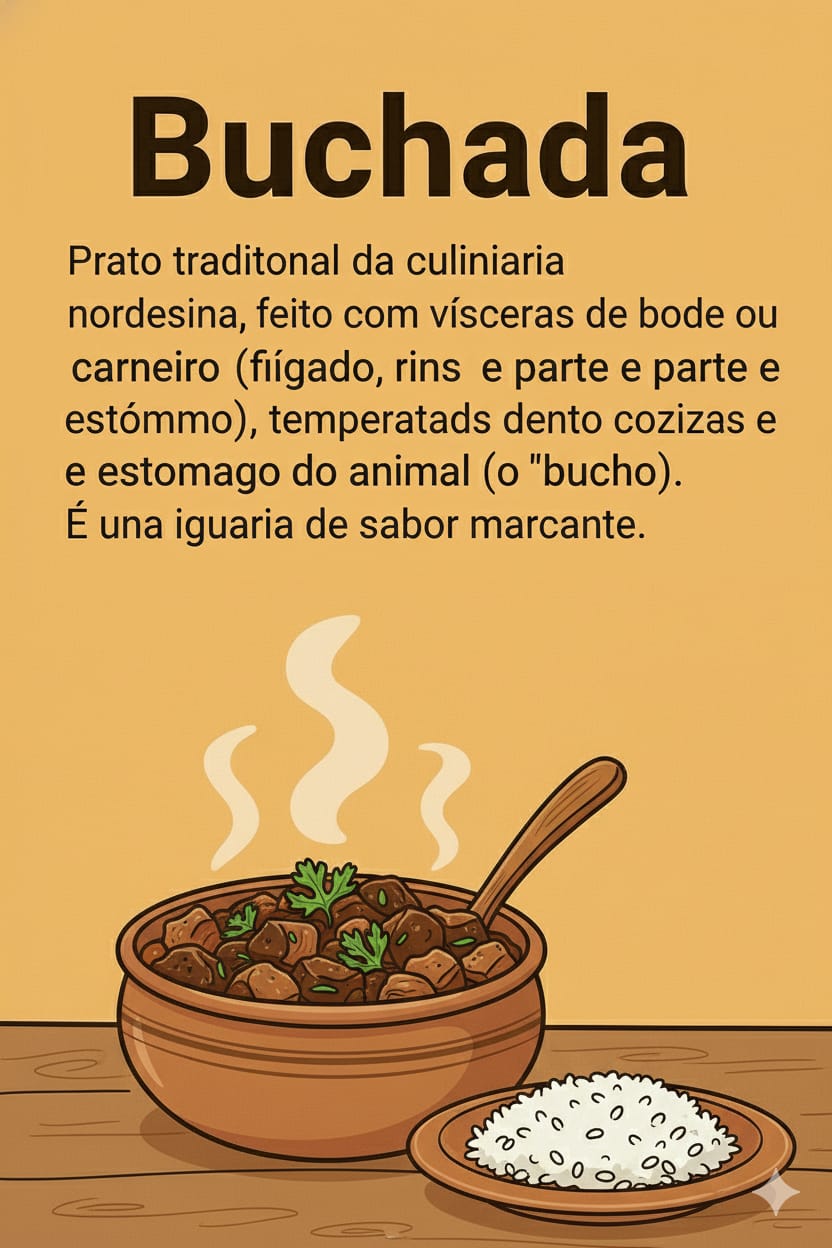 Buchada
Prato traditonal da culiniaria
nordesina, feito com vísceras de bode ou
carneiro (fiígado, rins e parte e parte e
estómmo), temperatads dento cozizas e
e estomago do animal (o "bucho).
É una iguaria de sabor marcante.